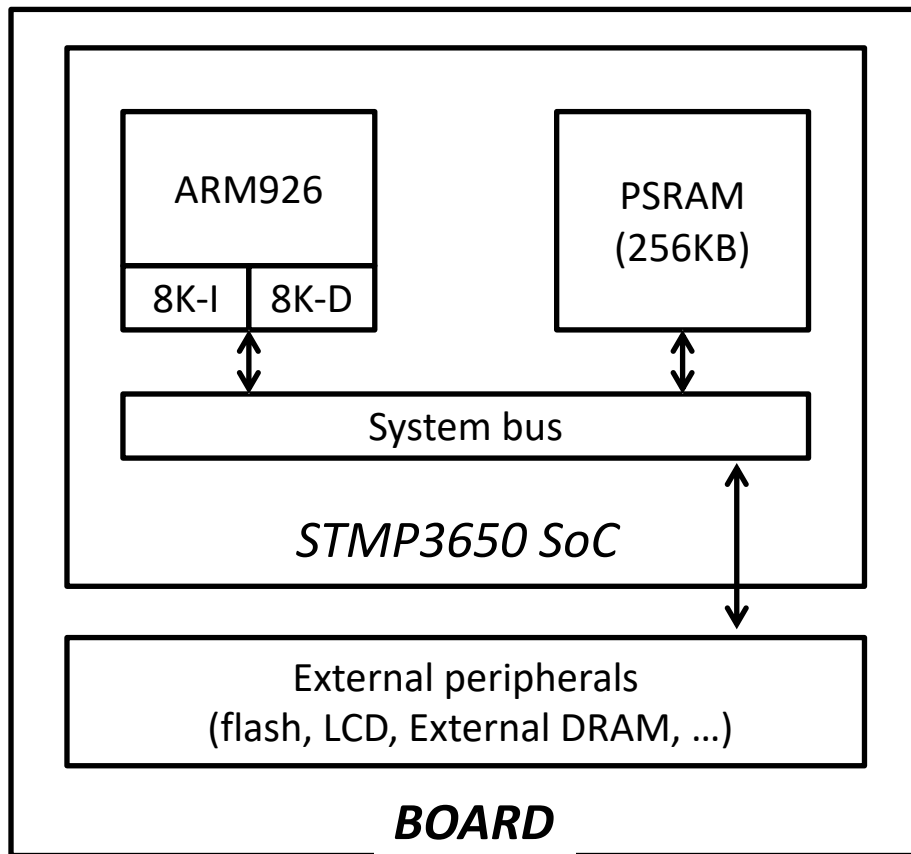 ARM926
8K-I
8K-D
PSRAM
(256KB)
System bus
STMP3650 SoC
External peripherals
(flash, LCD, External DRAM, ...)
BOARD